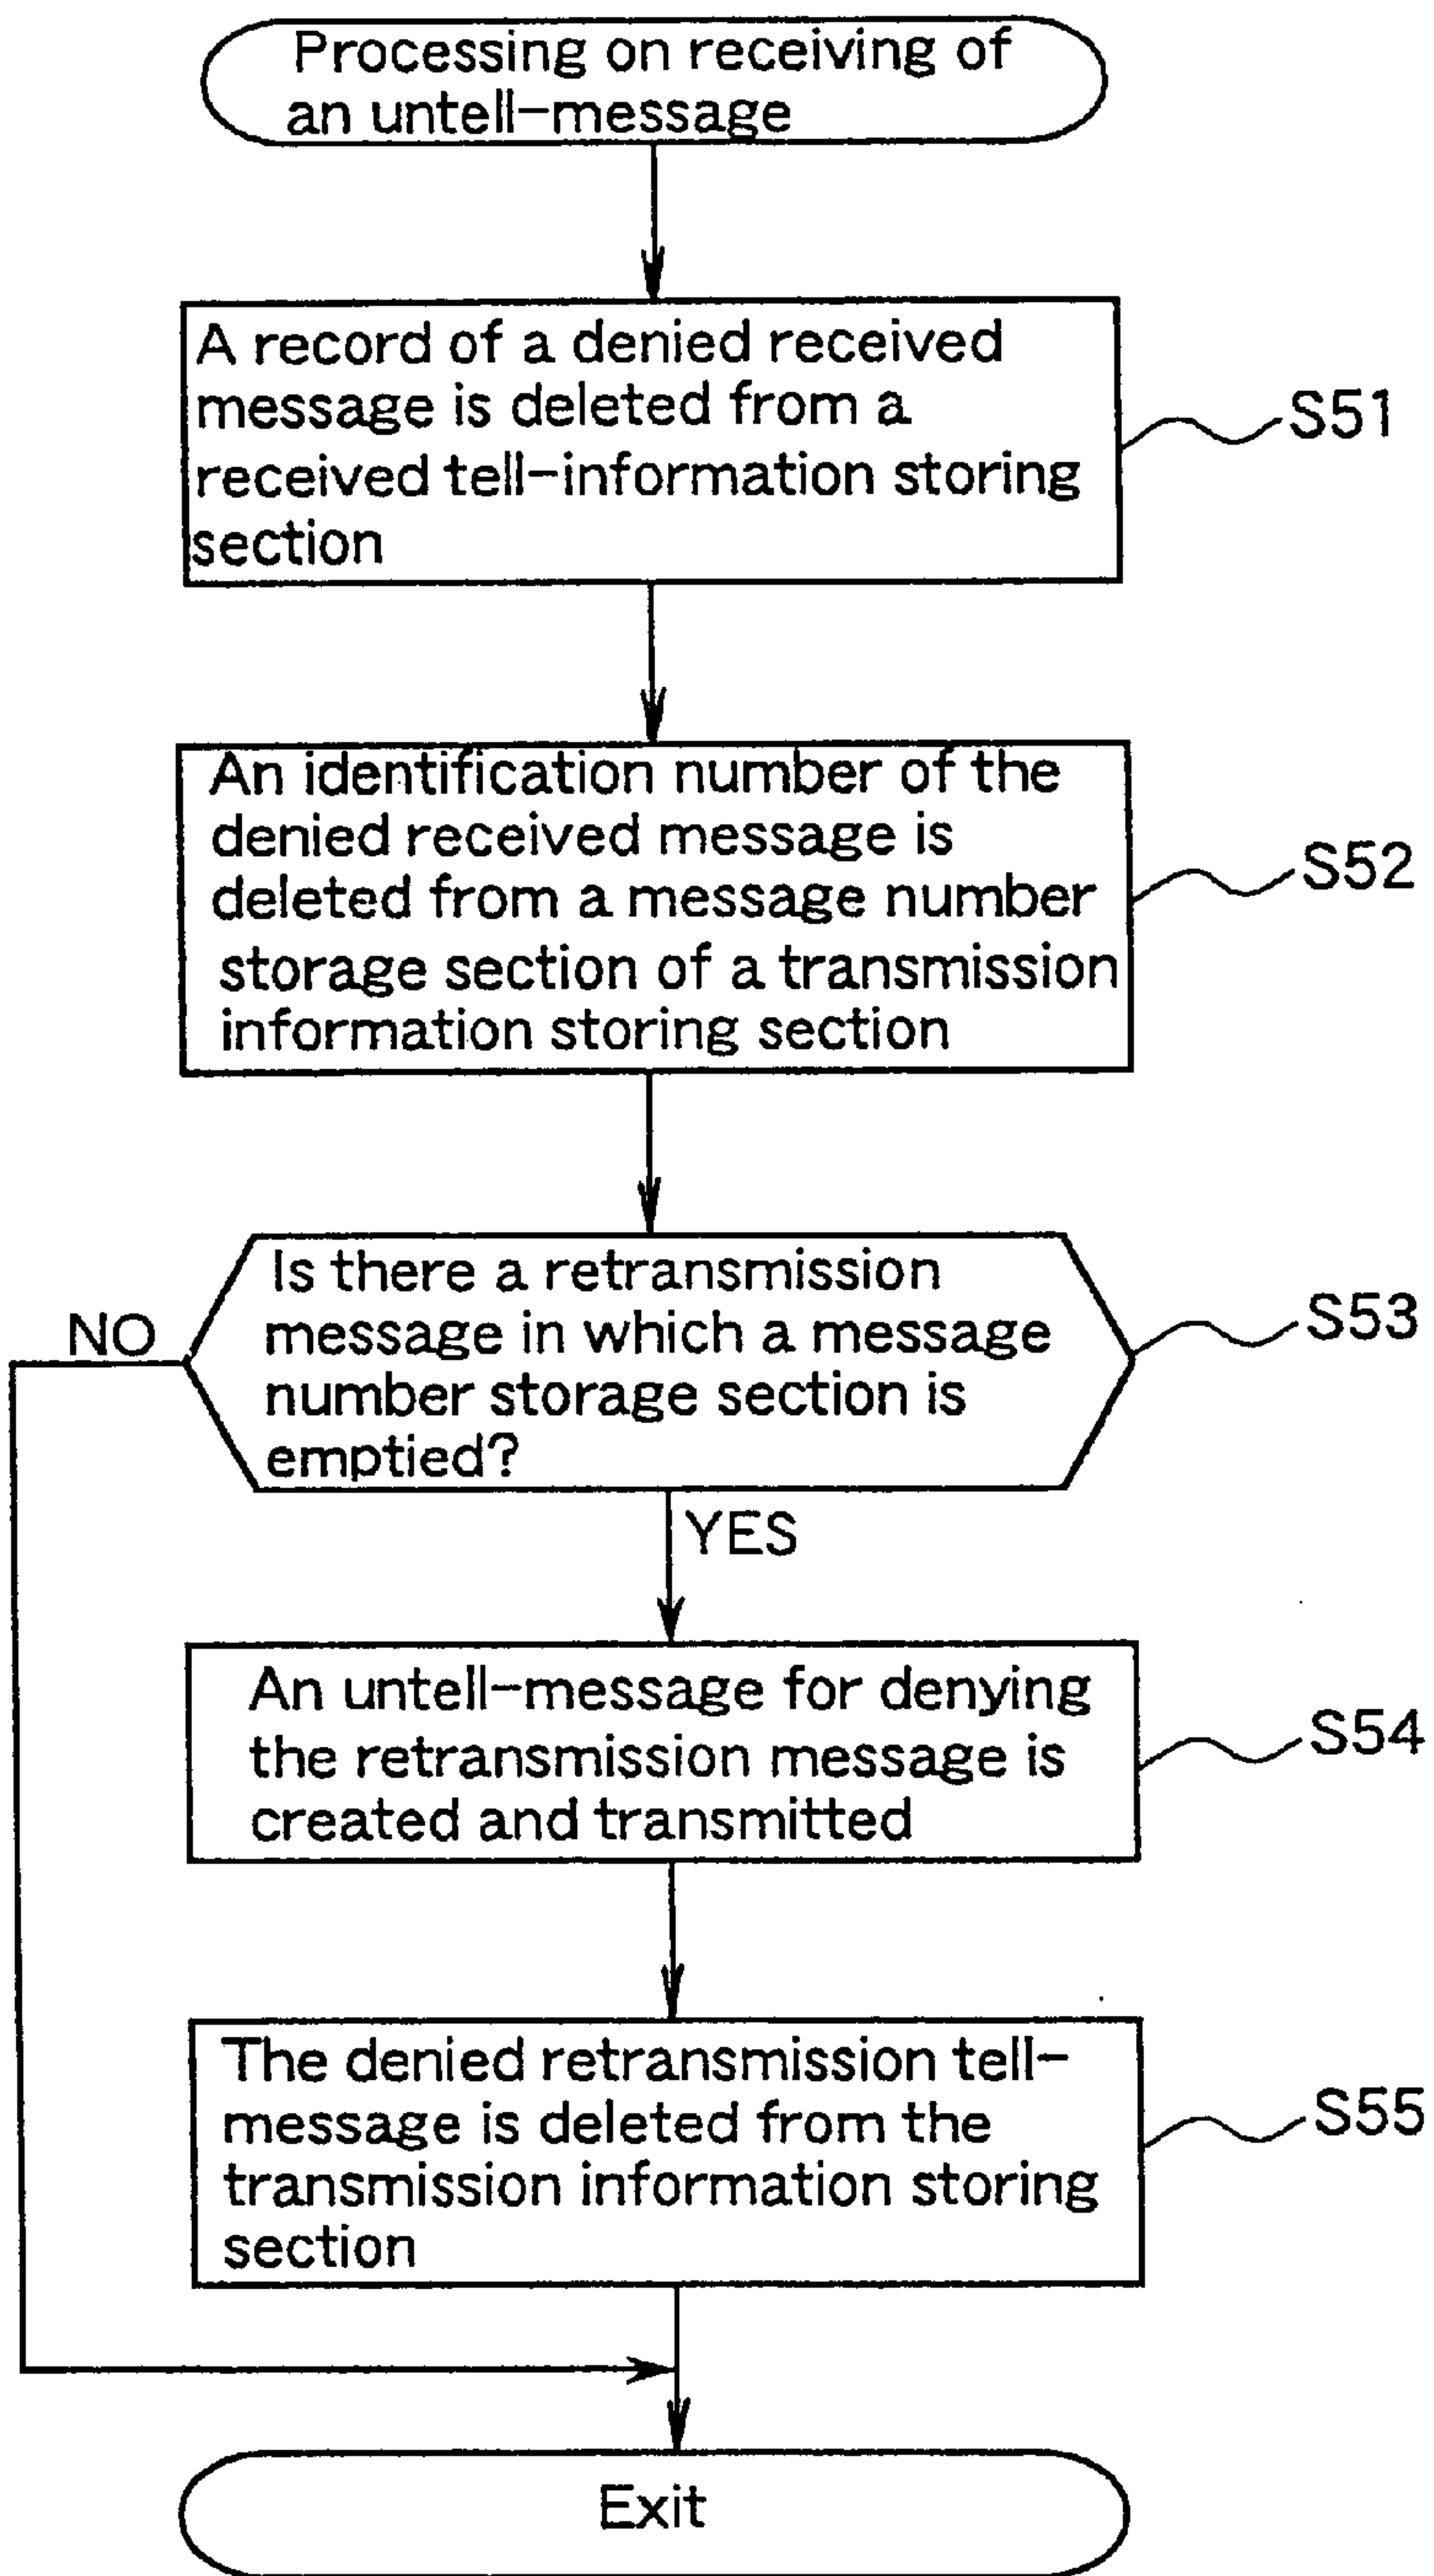 Processing on receiving of
an untell-message
A record of a denied received
message is deleted from a
received tell-information storing
section
S51
An identification number of the
denied received message is
deleted from a message number
storage section of a transmission
information storing section
S52
Is there a retransmission
message in which a message
number storage section is
emptied?
S53
NO
YES
An untell-message for denying
the retransmission message is
created and transmitted
S54
The denied retransmission tell-
message is deleted from the
transmission information storing
section
S55
Exit